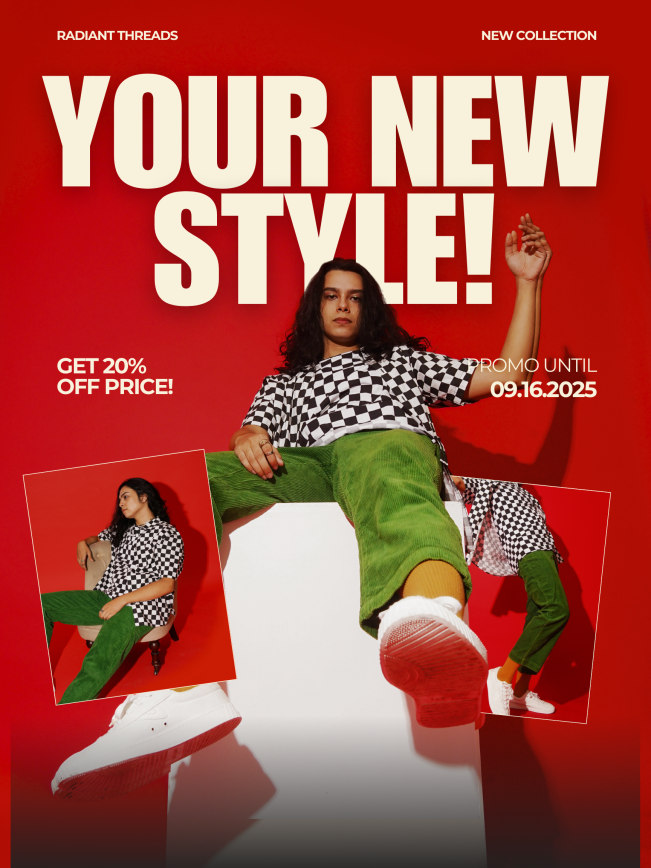 RADIANT THREADS
NEW COLLECTION
YOUR NEW
STYLE!
GET 20%
OFF PRICE!
PROMO UNTIL
09.16.2025